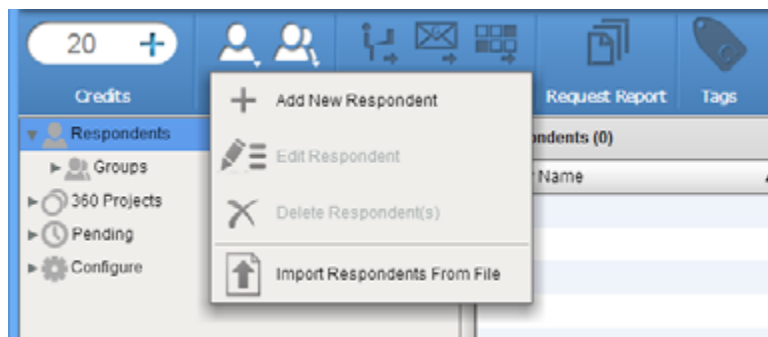 20
Credits
Request Report
Tags
Respondents
Groups
360 Projects
Pending
Configure
Add New Respondent
Edit Respondent
Delete Respondent(s)
Import Respondents From File
(0)
Name